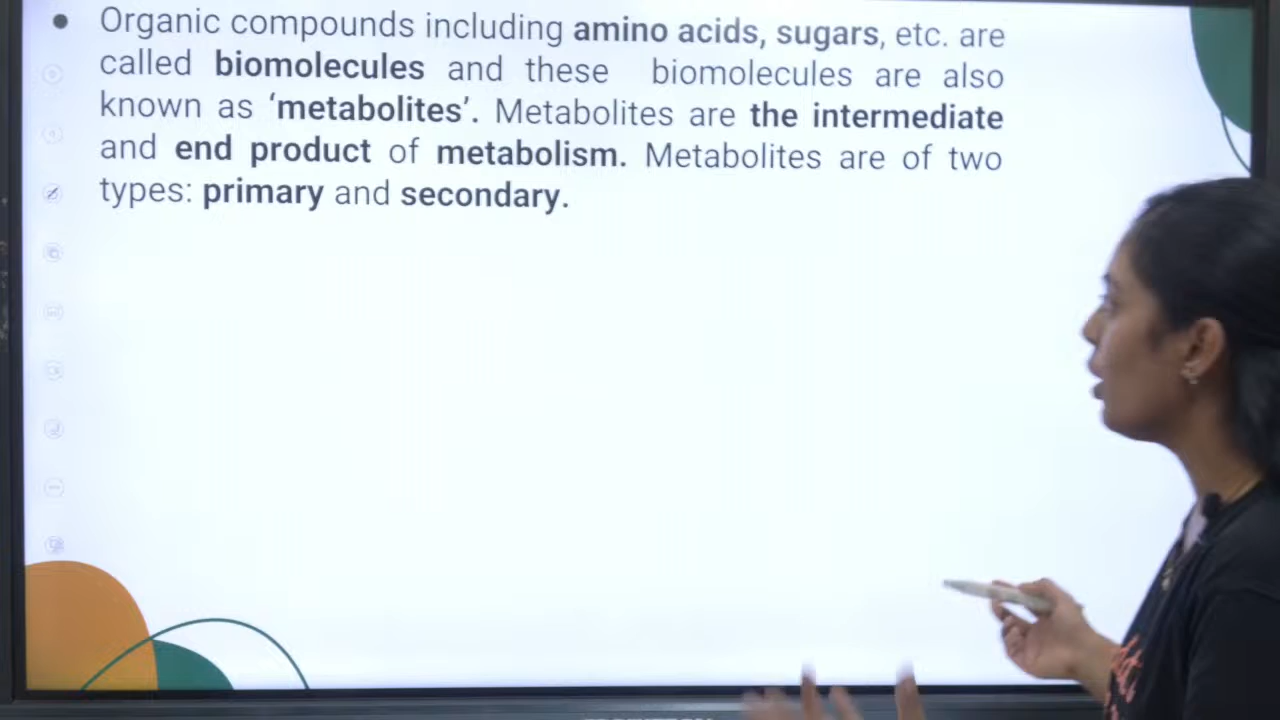 • Organic compounds including amino acids, sugars, etc. are
called biomolecules and these biomolecules are also
known as ‘metabolites’. Metabolites are the intermediate
and end product of metabolism. Metabolites are of two
types: primary and secondary.